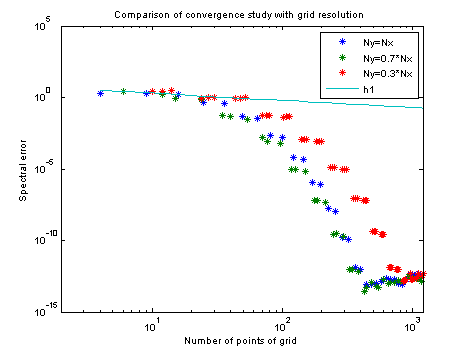 Comparison of convergence study with grid resolution
10^5
10^0
10^-5
10^-10
10^-15
Spectral error
Ny=Nx
Ny=0.7*Nx
Ny=0.3*Nx
h1
10^1
10^2
10^3
Number of points of grid